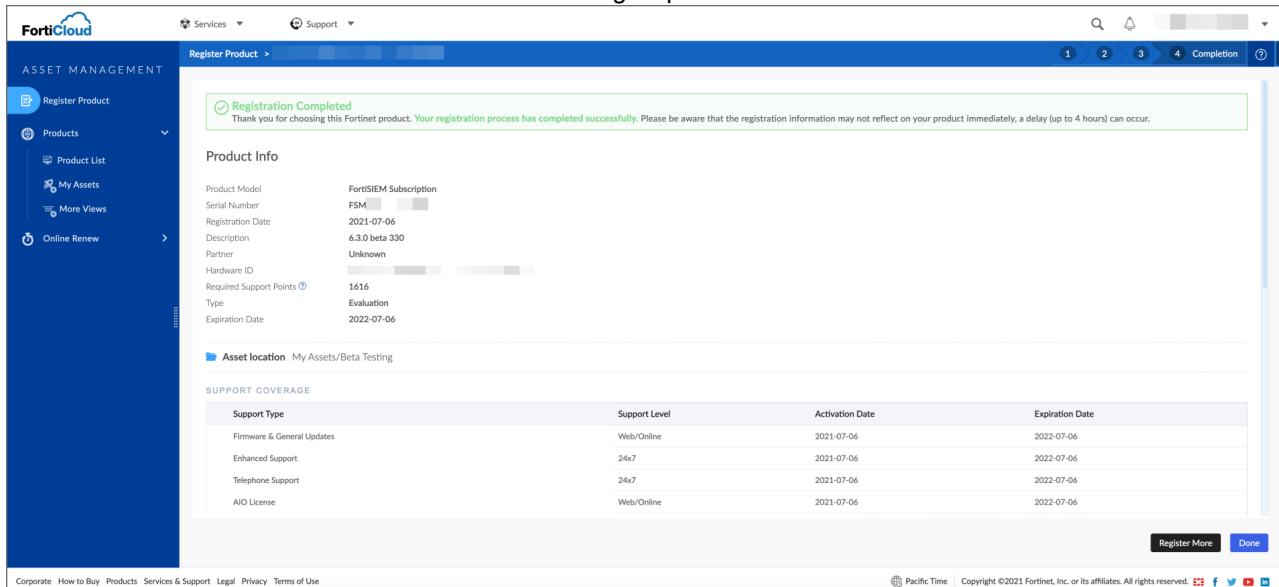 FortiCloud
Services
Support
ASSET MANAGEMENT
Register Product
Products
Product List
My Assets
More Views
Online Renew
Register Product >
1 2 3 4 Completion
Registration Completed
Thank you for choosing this Fortinet product. Your registration process has completed successfully. Please be aware that the registration information may not reflect on your product immediately, a delay (up to 4 hours) can occur.
Product Info
Product Model FortiSIEM Subscription
Serial Number FSM
Registration Date 2021-07-06
Description 6.3.0 beta 330
Partner Unknown
Hardware ID
Required Support Points 1616
Type Evaluation
Expiration Date 2022-07-06
Asset location My Assets/Beta Testing
SUPPORT COVERAGE
Support Type Support Level Activation Date Expiration Date
Firmware & General Updates Web/Online 2021-07-06 2022-07-06
Enhanced Support 24x7 2021-07-06 2022-07-06
Telephone Support 24x7 2021-07-06 2022-07-06
AIO License Web/Online 2021-07-06 2022-07-06
Register More Done
Corporate How to Buy Products Services & Support Legal Privacy Terms of Use Pacific Time Copyright ©2021 Fortinet, Inc. or its affiliates. All rights reserved.